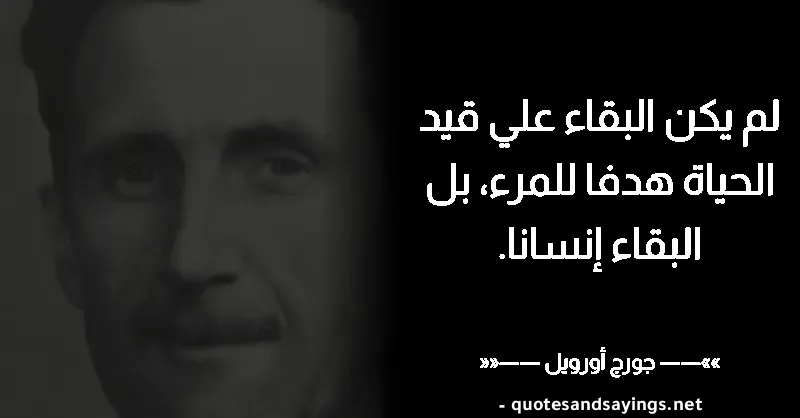 لم يكن البقاء علي قيد
الحياة هدفا للمرء، بل
البقاء إنسانا.
»»—— جورج أورويل ——««
- quotesandsayings.net